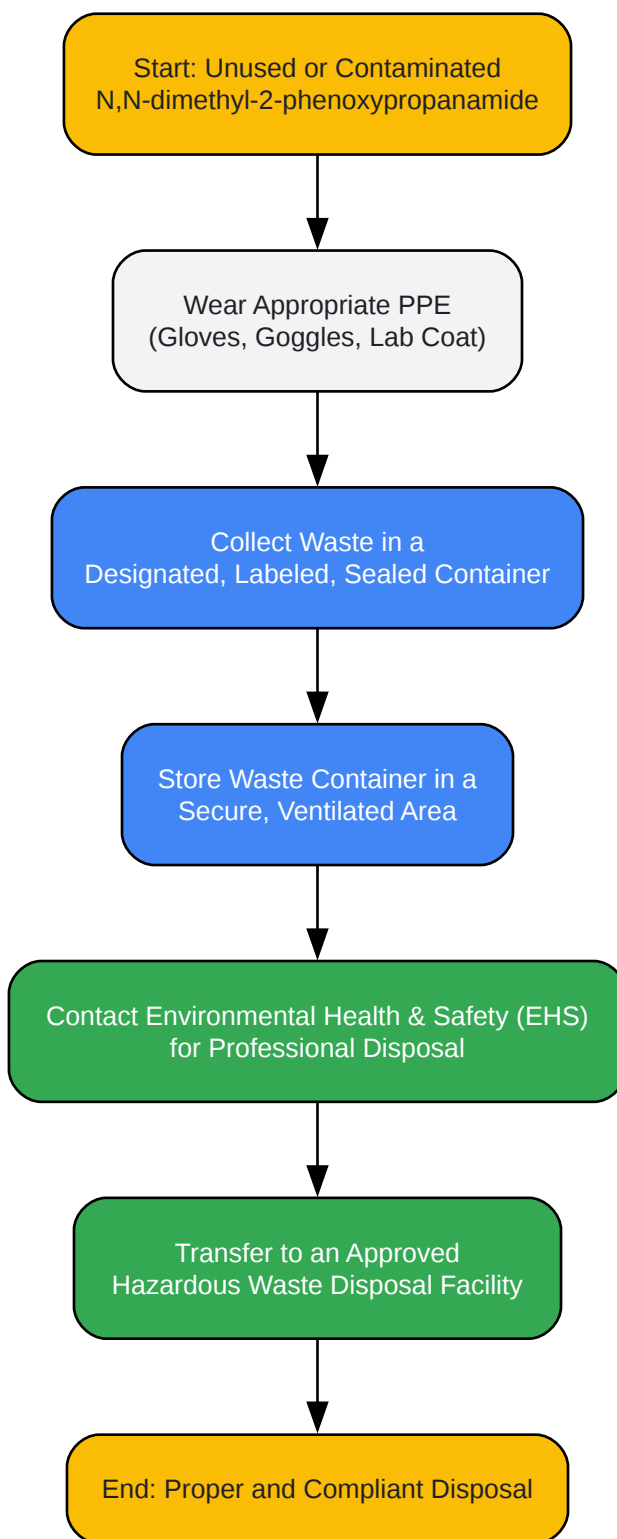 Start: Unused or Contaminated
N,N-dimethyl-2-phenoxypropanamide
Wear Appropriate PPE
(Gloves, Goggles, Lab Coat)
Collect Waste in a
Designated, Labeled, Sealed Container
Store Waste Container in a
Secure, Ventilated Area
Contact Environmental Health & Safety (EHS)
for Professional Disposal
Transfer to an Approved
Hazardous Waste Disposal Facility
End: Proper and Compliant Disposal